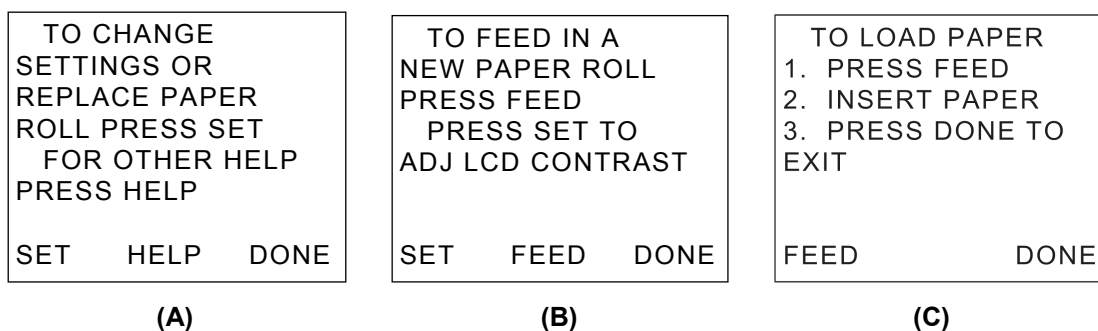 TO CHANGE
SETTINGS OR
REPLACE PAPER
ROLL PRESS SET
FOR OTHER HELP
PRESS HELP
SET HELP DONE
(A)
TO FEED IN A
NEW PAPER ROLL
PRESS FEED
PRESS SET TO
ADJ LCD CONTRAST
SET FEED DONE
(B)
TO LOAD PAPER
1. PRESS FEED
2. INSERT PAPER
3. PRESS DONE TO
EXIT
FEED DONE
(C)